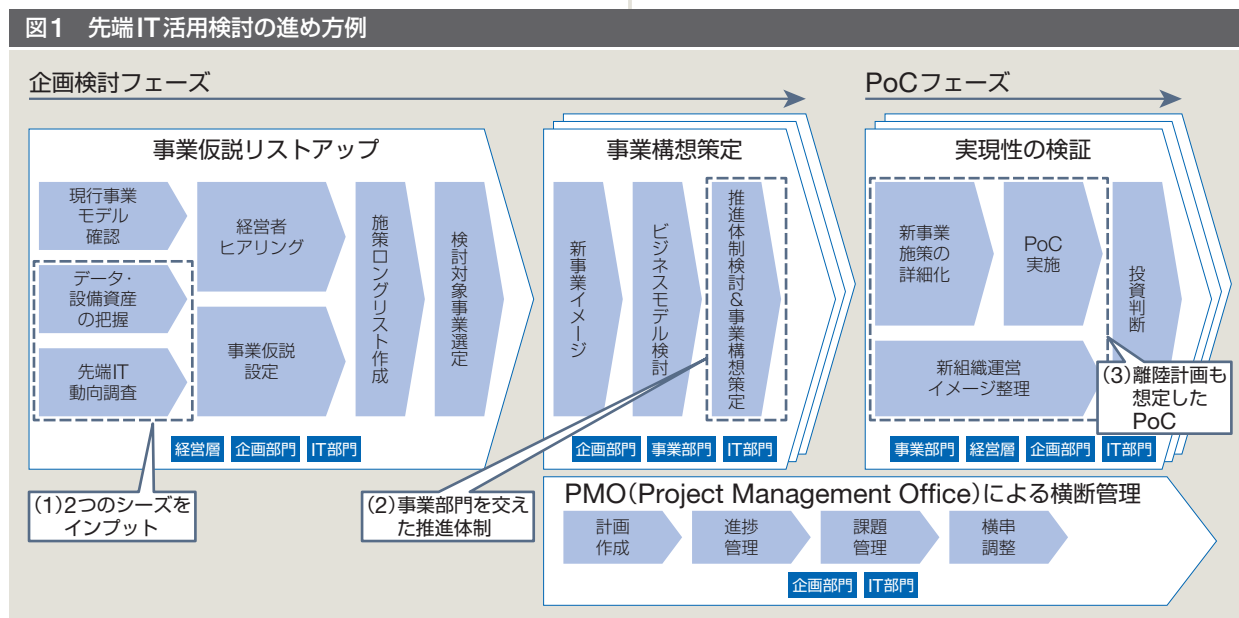 図1 先端IT活用検討の進め方例
企画検討フェーズ
PoCフェーズ
事業仮説リストアップ
現行事業
モデル
確認
データ・
設備資産
の把握
先端IT
動向調査
経営者
ヒアリング
事業仮説
設定
施策ロングリスト作成
検討対象事業選定
経営層 企画部門 IT部門
(1)2つのシーズを
インプット
事業構想策定
新事業イメージ
ビジネスモデル検討
推進体制検討&事業構想策定
企画部門 事業部門 IT部門
(2)事業部門を交え
た推進体制
実現性の検証
新事業
施策の
詳細化
PoC
実施
新組織運営
イメージ整理
投資判断
(3)離陸計画も
想定した
PoC
事業部門 経営層 企画部門 IT部門
PMO(Project Management Office)による横断管理
計画
作成
進捗
管理
課題
管理
横串
調整
企画部門 IT部門